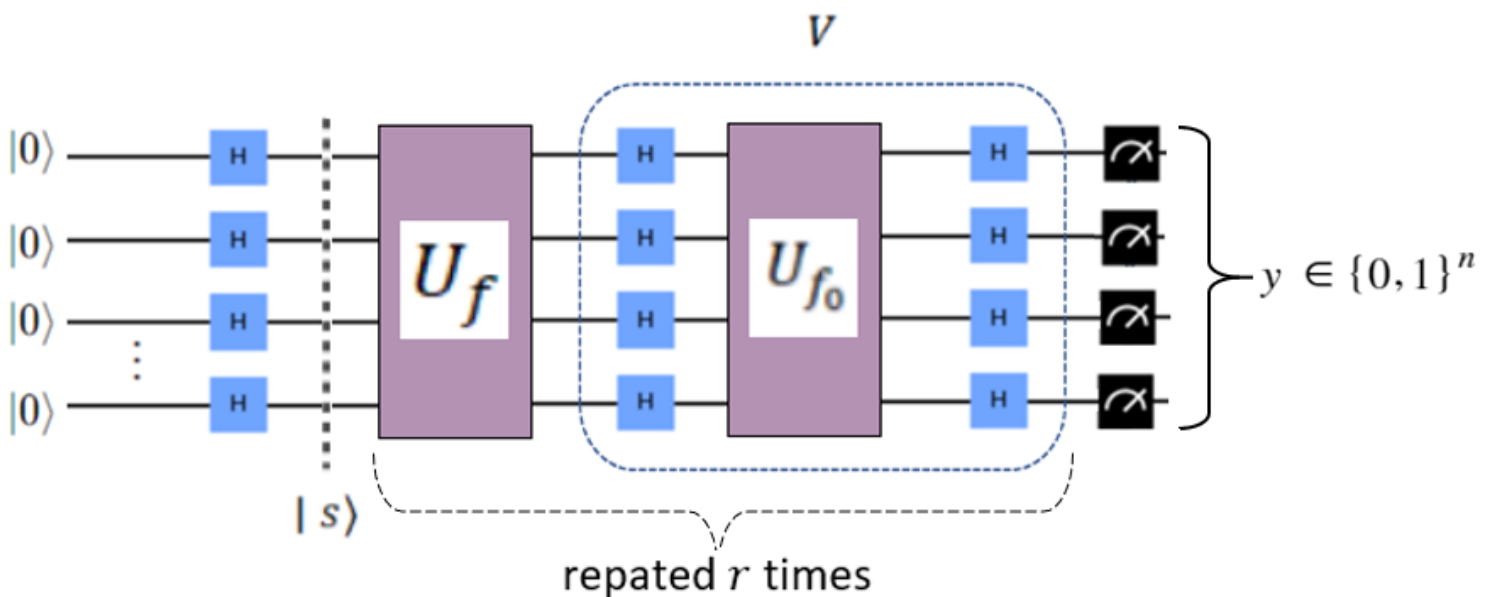 V
|0⟩ H H H
|0⟩ H H H
|0⟩ H H H
⋮
|0⟩ H H H
U_f
U_{f_0}
y ∈ {0, 1}^n
| s⟩
repated r times